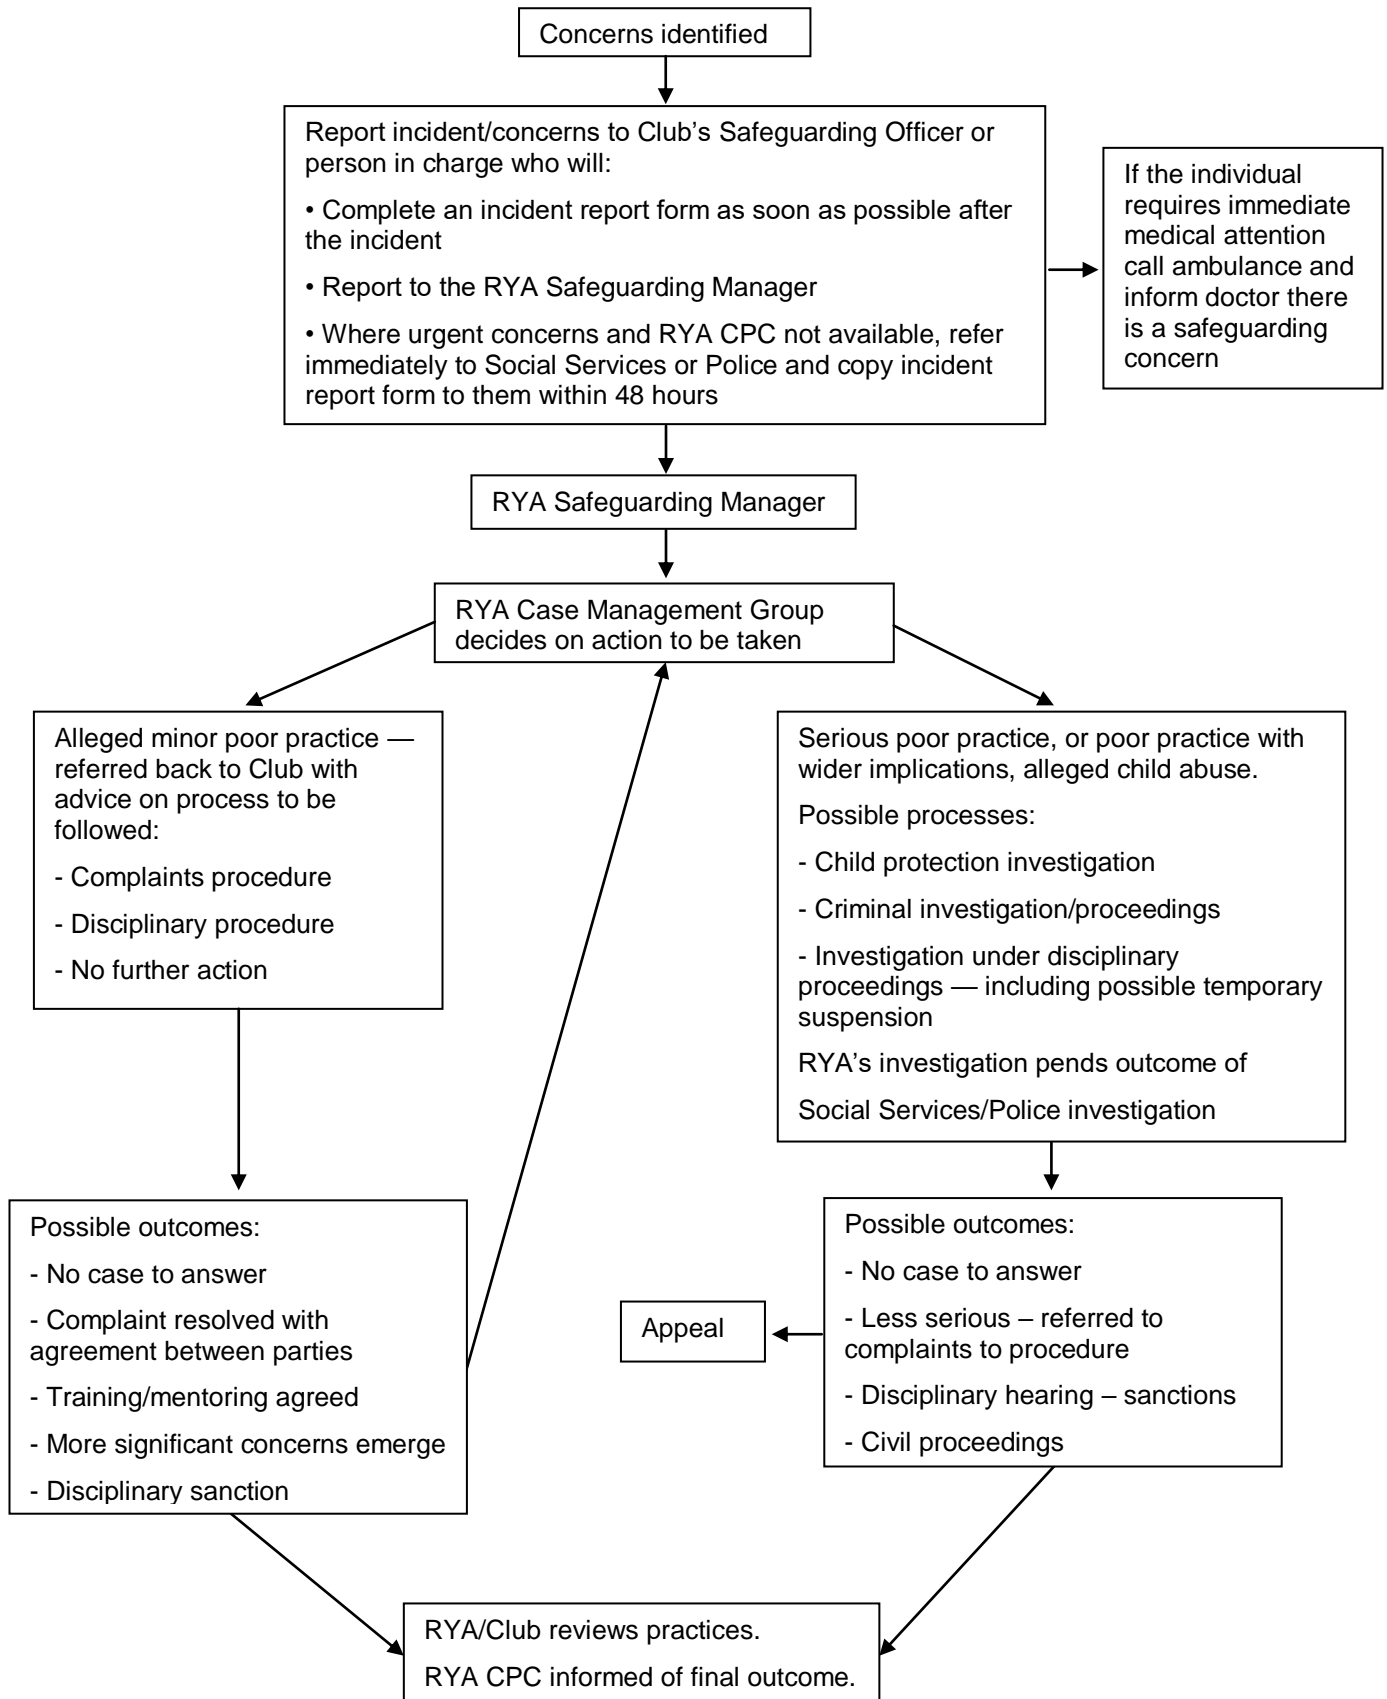 Concerns identified
Report incident/concerns to Club’s Safeguarding Officer or
person in charge who will:
• Complete an incident report form as soon as possible after
the incident
• Report to the RYA Safeguarding Manager
• Where urgent concerns and RYA CPC not available, refer
immediately to Social Services or Police and copy incident
report form to them within 48 hours
If the individual
requires immediate
medical attention
call ambulance and
inform doctor there
is a safeguarding
concern
RYA Safeguarding Manager
RYA Case Management Group
decides on action to be taken
Alleged minor poor practice —
referred back to Club with
advice on process to be
followed:
- Complaints procedure
- Disciplinary procedure
- No further action
Serious poor practice, or poor practice with
wider implications, alleged child abuse.
Possible processes:
- Child protection investigation
- Criminal investigation/proceedings
- Investigation under disciplinary
proceedings — including possible temporary
suspension
RYA’s investigation pends outcome of
Social Services/Police investigation
Possible outcomes:
- No case to answer
- Complaint resolved with
agreement between parties
- Training/mentoring agreed
- More significant concerns emerge
- Disciplinary sanction
Appeal
Possible outcomes:
- No case to answer
- Less serious – referred to
complaints to procedure
- Disciplinary hearing – sanctions
- Civil proceedings
RYA/Club reviews practices.
RYA CPC informed of final outcome.